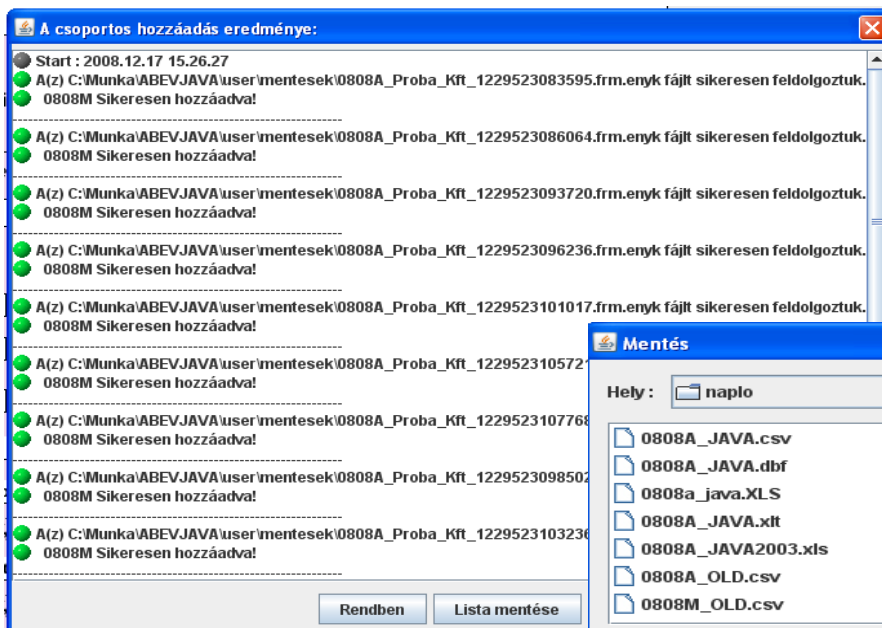 A csoportos hozzáadás eredménye:
Start : 2008.12.17 15.26.27
A(z) C:\Munka\ABEVJAVA\user\mentesek\0808A_Proba_Kft_1229523083595.frm.enyk fájlt sikeresen feldolgoztuk.
0808M Sikeresen hozzáadva!
------------------------------------------------------------------
A(z) C:\Munka\ABEVJAVA\user\mentesek\0808A_Proba_Kft_1229523086064.frm.enyk fájlt sikeresen feldolgoztuk.
0808M Sikeresen hozzáadva!
------------------------------------------------------------------
A(z) C:\Munka\ABEVJAVA\user\mentesek\0808A_Proba_Kft_1229523093720.frm.enyk fájlt sikeresen feldolgoztuk.
0808M Sikeresen hozzáadva!
------------------------------------------------------------------
A(z) C:\Munka\ABEVJAVA\user\mentesek\0808A_Proba_Kft_1229523096236.frm.enyk fájlt sikeresen feldolgoztuk.
0808M Sikeresen hozzáadva!
------------------------------------------------------------------
A(z) C:\Munka\ABEVJAVA\user\mentesek\0808A_Proba_Kft_1229523101017.frm.enyk fájlt sikeresen feldolgoztuk.
0808M Sikeresen hozzáadva!
------------------------------------------------------------------
A(z) C:\Munka\ABEVJAVA\user\mentesek\0808A_Proba_Kft_122952310572
0808M Sikeresen hozzáadva!
------------------------------------------------------------------
A(z) C:\Munka\ABEVJAVA\user\mentesek\0808A_Proba_Kft_1229523107768
0808M Sikeresen hozzáadva!
------------------------------------------------------------------
A(z) C:\Munka\ABEVJAVA\user\mentesek\0808A_Proba_Kft_1229523098502
0808M Sikeresen hozzáadva!
------------------------------------------------------------------
A(z) C:\Munka\ABEVJAVA\user\mentesek\0808A_Proba_Kft_1229523103236
0808M Sikeresen hozzáadva!
------------------------------------------------------------------
Rendben
Lista mentése
Mentés
Hely :
naplo
0808A_JAVA.csv
0808A_JAVA.dbf
0808a_java.XLS
0808A_JAVA.xlt
0808A_JAVA2003.xls
0808A_OLD.csv
0808M_OLD.csv